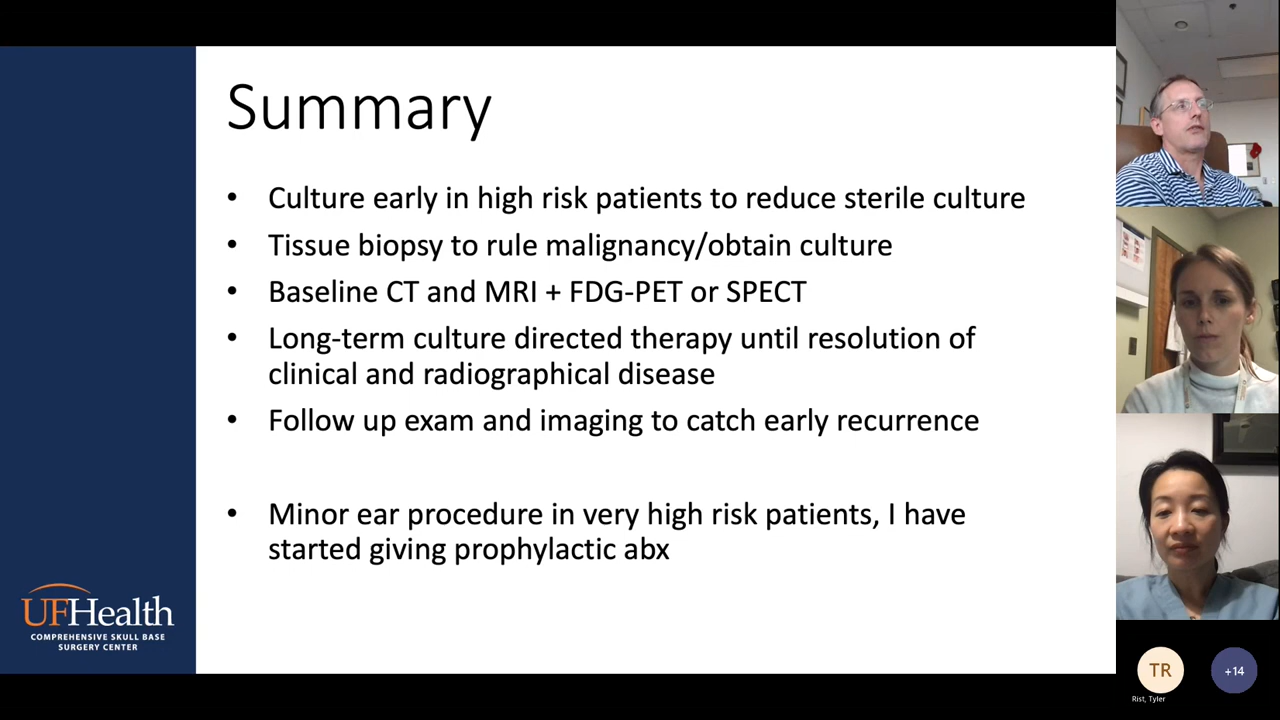 Summary
• Culture early in high risk patients to reduce sterile culture
• Tissue biopsy to rule malignancy/obtain culture
• Baseline CT and MRI + FDG-PET or SPECT
• Long-term culture directed therapy until resolution of
clinical and radiographical disease
• Follow up exam and imaging to catch early recurrence
• Minor ear procedure in very high risk patients, I have
started giving prophylactic abx
UFHealth
COMPREHENSIVE SKULL BASE
SURGERY CENTER
TR
+14
Rist, Tyler